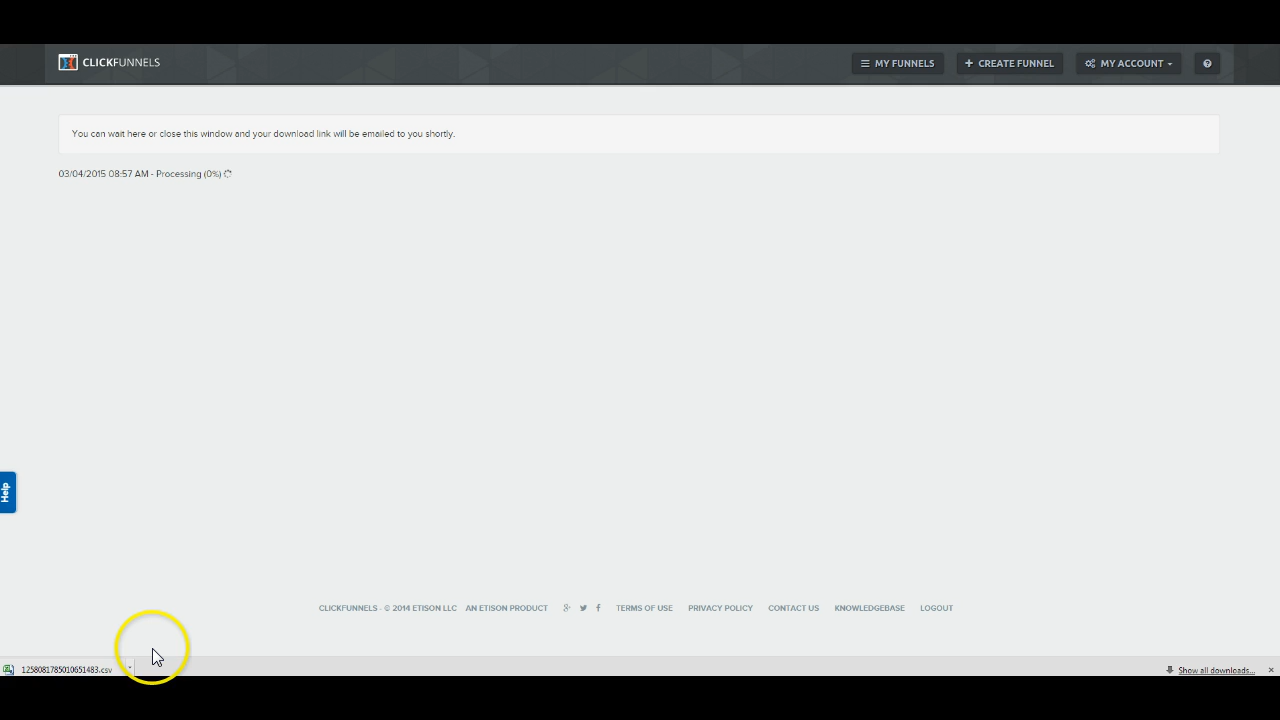 CLICKFUNNELS
MY FUNNELS
CREATE FUNNEL
MY ACCOUNT
?
You can wait here or close this window and your download link will be emailed to you shortly.
03/04/2015 08:57 AM - Processing (0%)
Help
CLICKFUNNELS - © 2014 ETISON LLC AN ETISON PRODUCT TERMS OF USE PRIVACY POLICY CONTACT US KNOWLEDGEBASE LOGOUT
1258081785010651483.csv
Show all downloads...